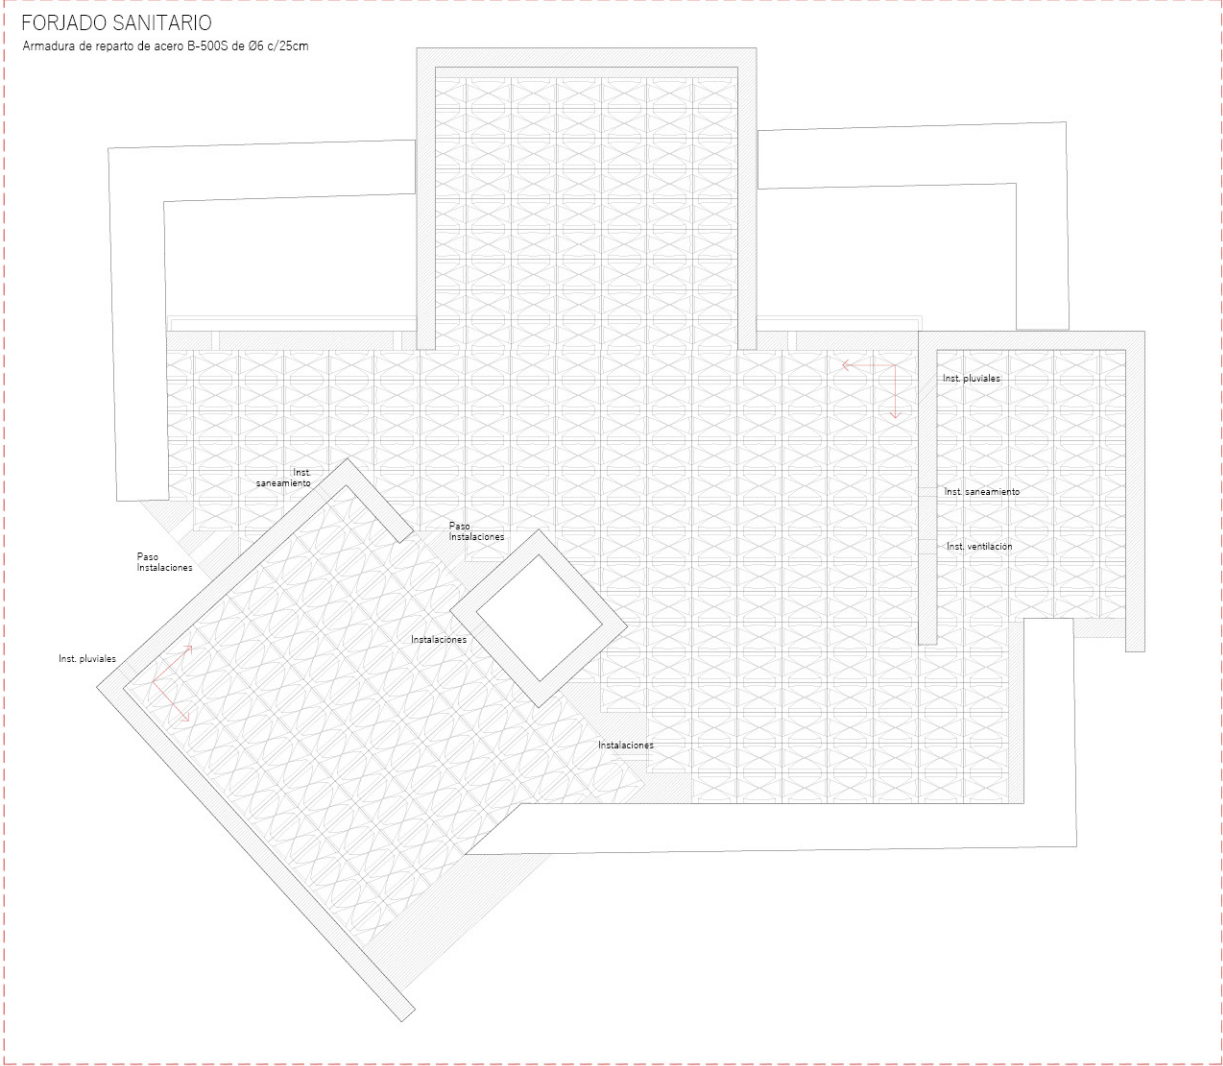 FORJADO SANITARIO
Armadura de reparto de acero B-500S de Ø6 c/25cm
Inst. pluviales
Inst.
saneamiento
Inst. saneamiento
Paso
Instalaciones
Inst. ventilación
Paso
Instalaciones
Instalaciones
Inst. pluviales
Instalaciones